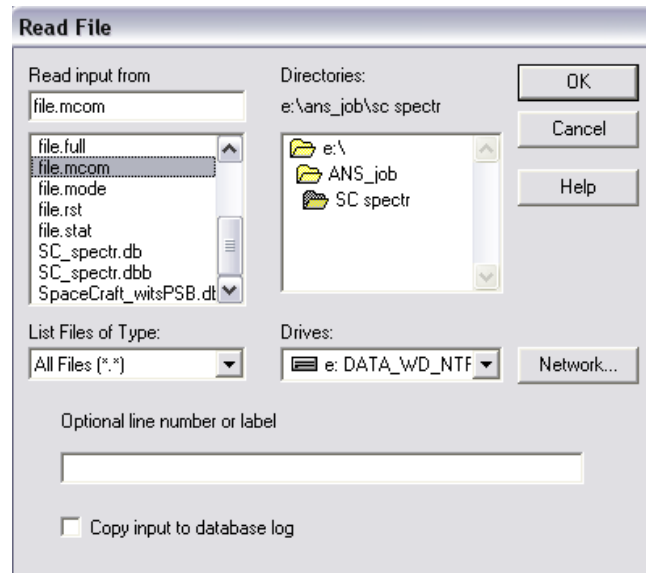 Read File
Read input from
file.mcom
file.full
file.mcom
file.mode
file.rst
file.stat
SC_spectr.db
SC_spectr.dbb
SpaceCraft_witsPSB.dt
List Files of Type:
All Files (*.*)
Directories:
e:\ans_job\sc spectr
e:\
ANS_job
SC spectr
Drives:
e: DATA_WD_NTF
OK
Cancel
Help
Network...
Optional line number or label
Copy input to database log